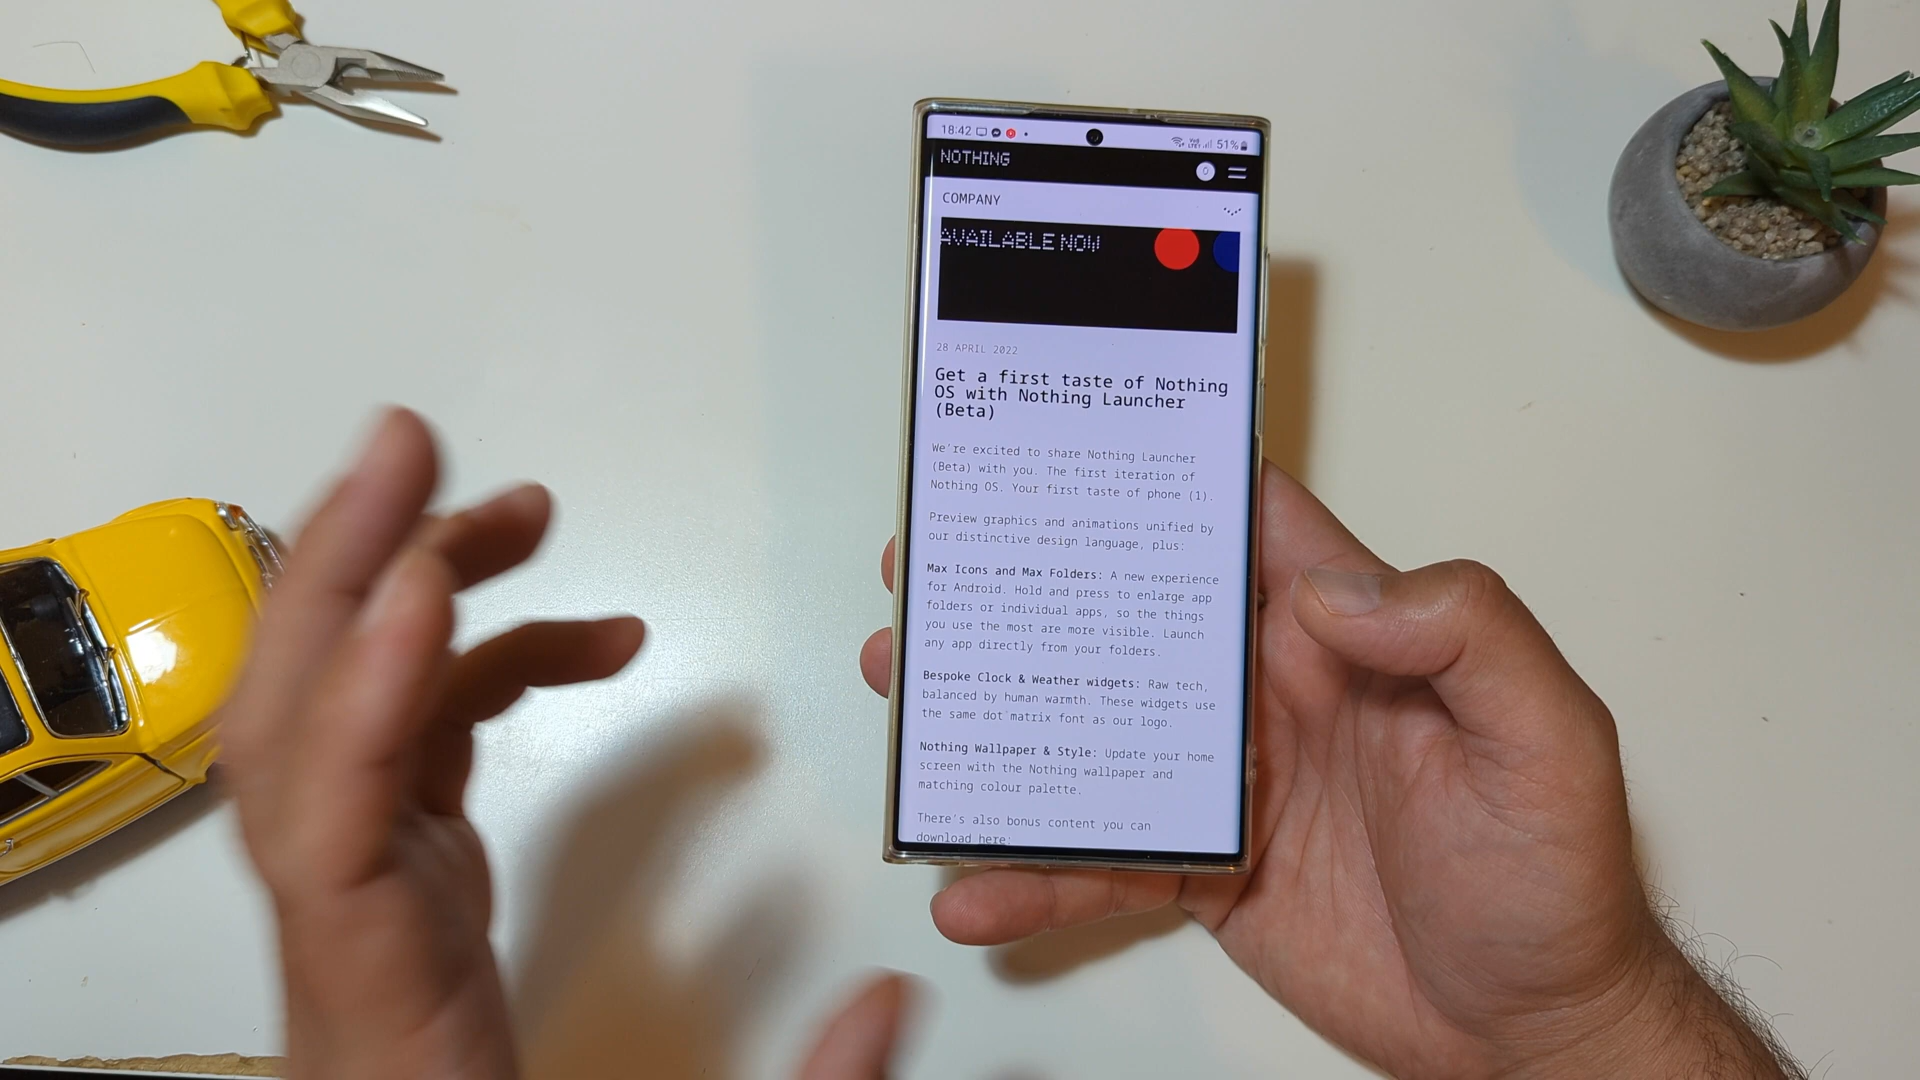 18:42
51%
NOTHING
0
COMPANY
AVAILABLE NOW
28 APRIL 2022
Get a first taste of Nothing
OS with Nothing Launcher
(Beta)
We're excited to share Nothing Launcher
(Beta) with you. The first iteration of
Nothing OS. Your first taste of phone (1).
Preview graphics and animations unified by
our distinctive design language, plus:
Max Icons and Max Folders: A new experience
for Android. Hold and press to enlarge app
folders or individual apps, so the things
you use the most are more visible. Launch
any app directly from your folders.
Bespoke Clock & Weather widgets: Raw tech,
balanced by human warmth. These widgets use
the same dot matrix font as our logo.
Nothing Wallpaper & Style: Update your home
screen with the Nothing wallpaper and
matching colour palette.
There's also bonus content you can
download here: